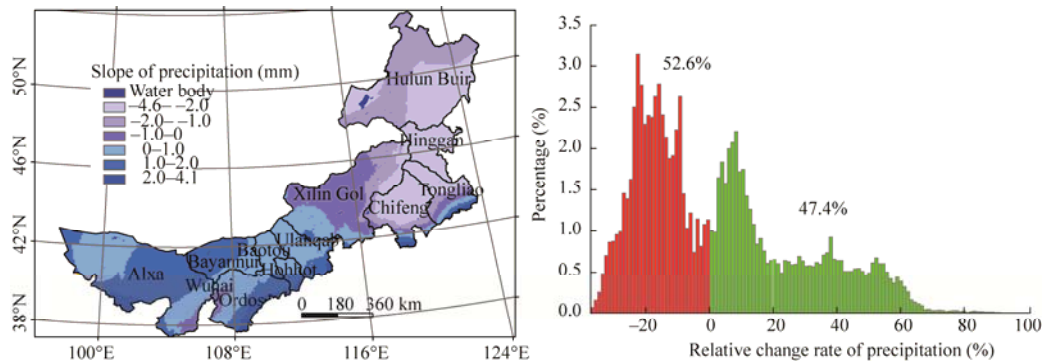 Slope of precipitation (mm)
Water body
−4.6– −2.0
−2.0– −1.0
−1.0–0
0–1.0
1.0–2.0
2.0–4.1
50°N
46°N
42°N
38°N
100°E
108°E
116°E
124°E
Hulun Buir
Hinggan
Xilin Gol
Tongliao
Chifeng
Ulanqab
Baotou
Bayannur
Hohhot
Alxa
Wuhai
Ordos
0 180 360 km
Percentage (%)
3.5
3.0
2.5
2.0
1.5
1.0
0.5
0.0
52.6%
47.4%
−20 0 20 40 60 80 100
Relative change rate of precipitation (%)